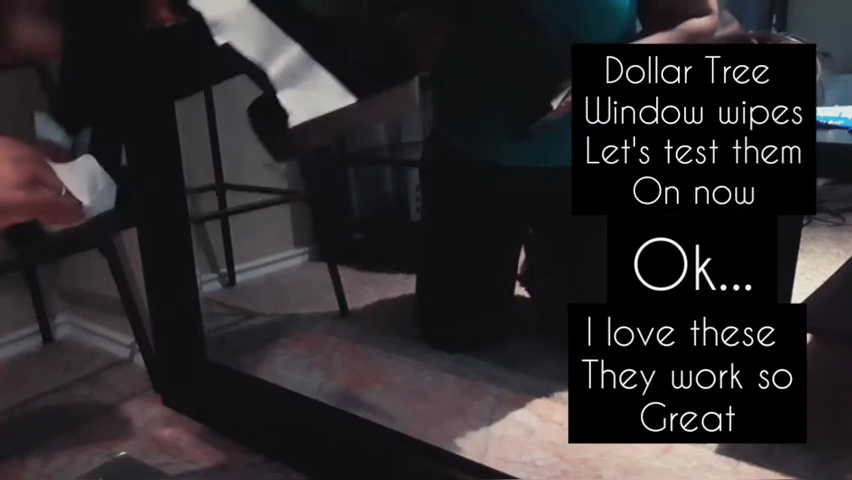 Dollar Tree
Window wipes
Let's test them
On now
Ok...
I love these
They work so
Great